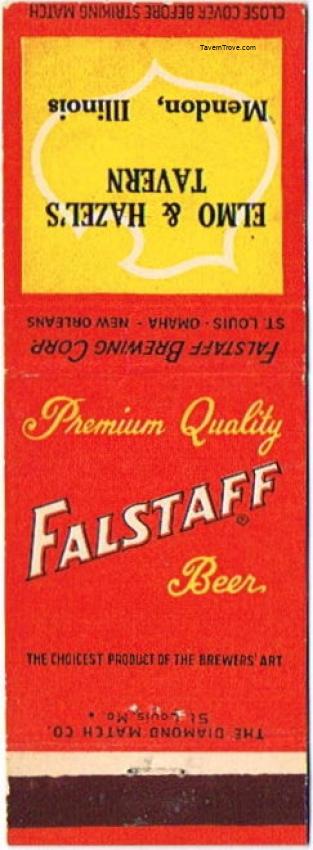 TavernTrove.com
CLOSE COVER BEFORE STRIKING MATCH
ELMO & HAZEL'S
TAVERN
Mendon, Illinois
FALSTAFF BREWING CORP.
ST. LOUIS - OMAHA - NEW ORLEANS
Premium Quality
FALSTAFF®
Beer
THE CHOICEST PRODUCT OF THE BREWERS' ART
THE DIAMOND MATCH CO.
St. Louis, Mo.